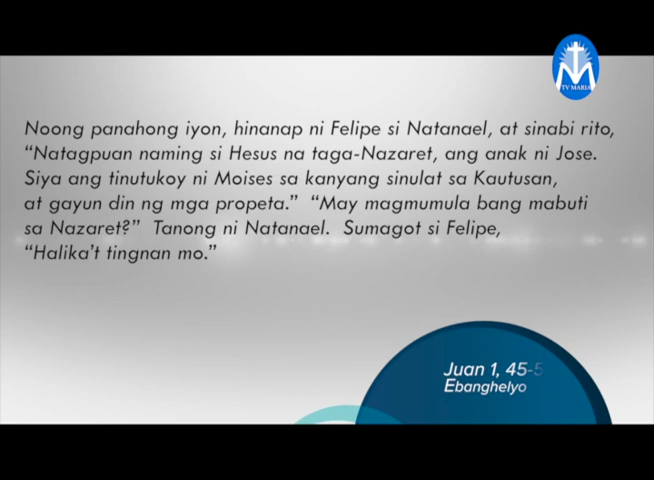 TV MARIA
Noong panahong iyon, hinanap ni Felipe si Natanael, at sinabi rito,
“Natagpuan naming si Hesus na taga-Nazaret, ang anak ni Jose.
Siya ang tinutukoy ni Moises sa kanyang sinulat sa Kautusan,
at gayun din ng mga propeta.” “May magmumula bang mabuti
sa Nazaret?” Tanong ni Natanael. Sumagot si Felipe,
“Halika’t tingnan mo.”
Juan 1, 45-5
Ebanghelyo